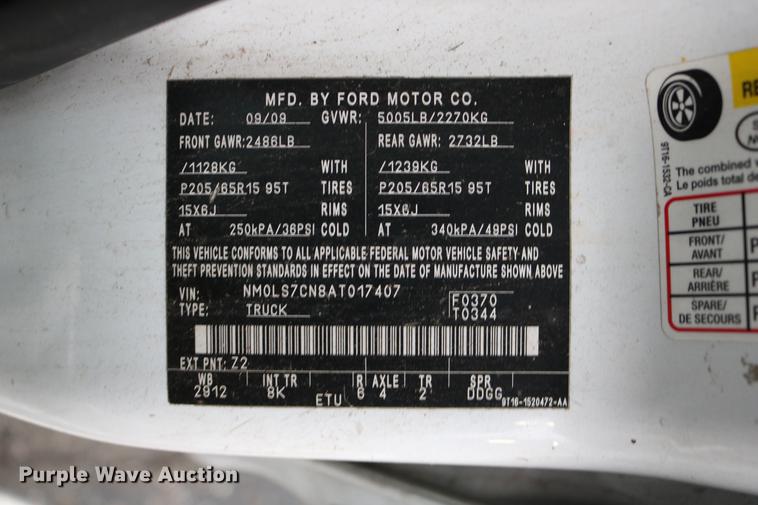 MFD. BY FORD MOTOR CO.
DATE: 09/09 GVWR: 5005LB/2270KG
FRONT GAWR: 2486LB REAR GAWR: 2732LB
/1128KG WITH /1239KG WITH
P205/65R15 95T TIRES P205/65R15 95T TIRES
15X6J RIMS 15X6J RIMS
AT 250kPA/36PSI COLD AT 340kPA/49PSI COLD
THIS VEHICLE CONFORMS TO ALL APPLICABLE FEDERAL MOTOR VEHICLE SAFETY AND
THEFT PREVENTION STANDARDS IN EFFECT ON THE DATE OF MANUFACTURE SHOWN ABOVE
VIN: NM0LS7CN8AT017407 F0370
TYPE: TRUCK T0344
EXT PNT: Z2
WB INT TR R AXLE TR SPR
2912 8K 6 4 2 DDGG
ETU 9T16-1520472-AA
9T16-1532-CA
The combined
Le poids total de
TIRE
PNEU
FRONT/
AVANT
REAR/
ARRIÈRE
SPARE/
DE SECOURS
Purple Wave Auction